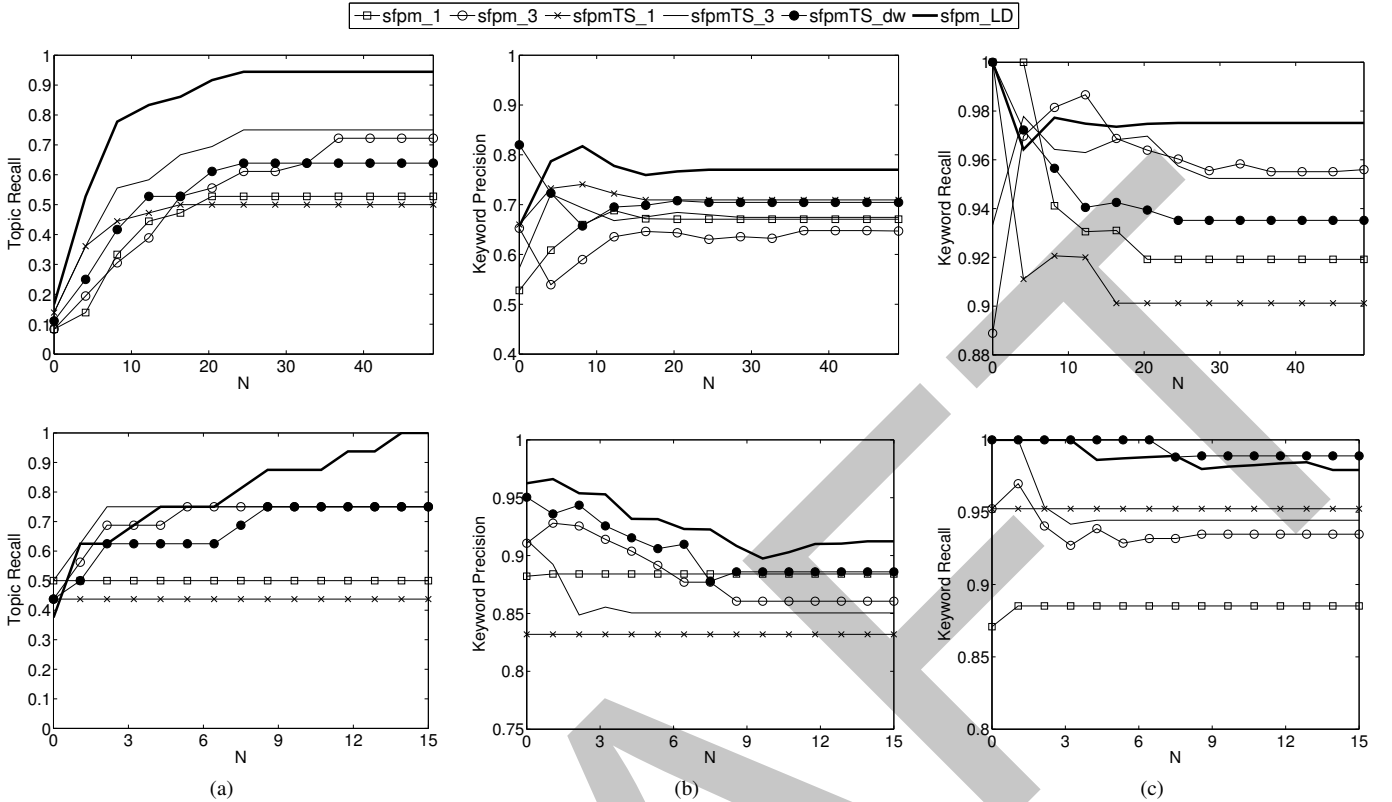 sfpm_1 sfpm_3 sfpmTS_1 sfpmTS_3 sfpmTS_dw sfpm_LD
Topic Recall
1
0.9
0.8
0.7
0.6
0.5
0.4
0.3
0.2
0.1
0
0 10 20 30 40
N
Keyword Precision
1
0.9
0.8
0.7
0.6
0.5
0.4
0 10 20 30 40
N
Keyword Recall
1
0.98
0.96
0.94
0.92
0.9
0.88
0 10 20 30 40
N
Topic Recall
1
0.9
0.8
0.7
0.6
0.5
0.4
0.3
0.2
0.1
0
0 3 6 9 12 15
N
(a)
Keyword Precision
1
0.95
0.9
0.85
0.8
0.75
0 3 6 9 12 15
N
(b)
Keyword Recall
1
0.95
0.9
0.85
0.8
0 3 6 9 12 15
N
(c)